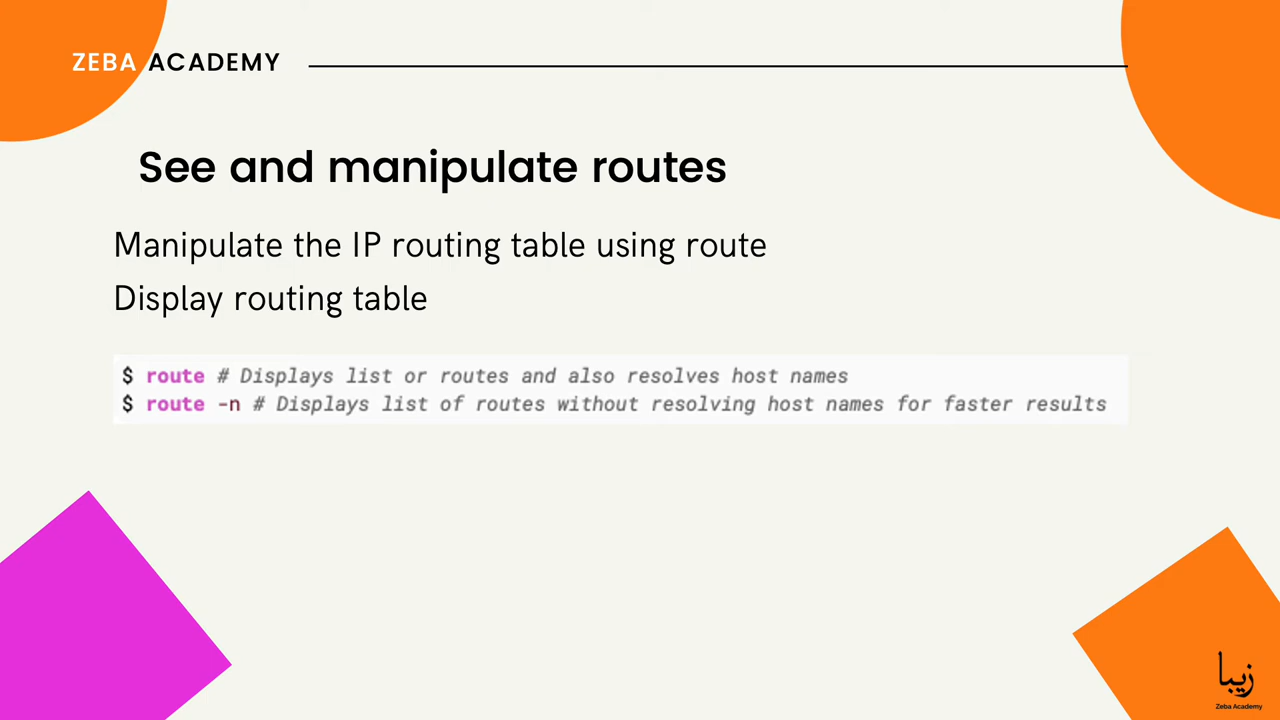 ZEBA ACADEMY
See and manipulate routes
Manipulate the IP routing table using route
Display routing table
$ route # Displays list or routes and also resolves host names
$ route -n # Displays list of routes without resolving host names for faster results
زيبا
Zeba Academy